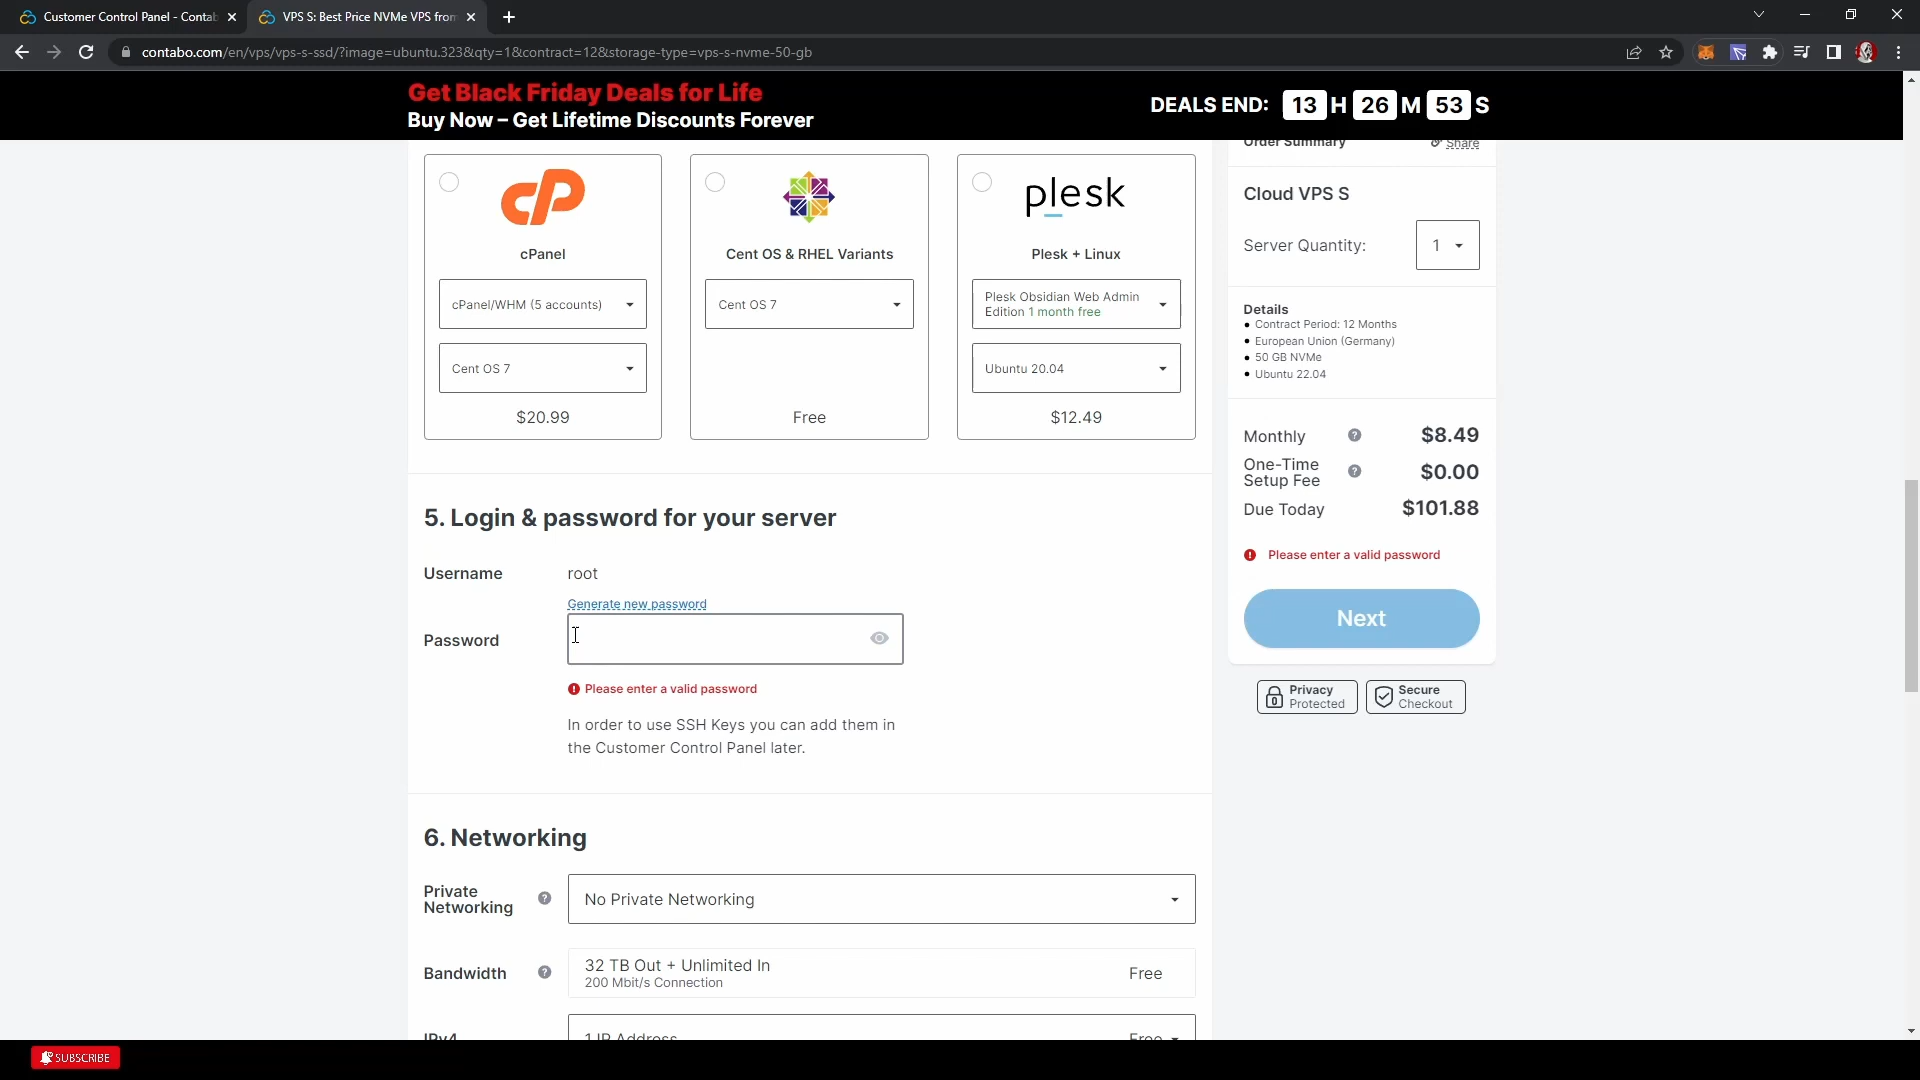 Customer Control Panel - Contab
VPS S: Best Price NVMe VPS from
contabo.com/en/vps/vps-s-ssd/?image=ubuntu.323&qty=1&contract=12&storage-type=vps-s-nvme-50-gb
Get Black Friday Deals for Life
Buy Now – Get Lifetime Discounts Forever
DEALS END: 13 H 26 M 53 S
cP
cPanel
cPanel/WHM (5 accounts)
Cent OS 7
$20.99
Cent OS & RHEL Variants
Cent OS 7
Free
plesk
Plesk + Linux
Plesk Obsidian Web Admin
Edition 1 month free
Ubuntu 20.04
$12.49
5. Login & password for your server
Username root
Generate new password
Password
Please enter a valid password
In order to use SSH Keys you can add them in
the Customer Control Panel later.
6. Networking
Private
Networking
No Private Networking
Bandwidth
32 TB Out + Unlimited In
200 Mbit/s Connection
Free
IPv4
1 IP Address
Free
Order Summary
Share
Cloud VPS S
Server Quantity: 1
Details
Contract Period: 12 Months
European Union (Germany)
50 GB NVMe
Ubuntu 22.04
Monthly $8.49
One-Time
Setup Fee
$0.00
Due Today $101.88
Please enter a valid password
Next
Privacy
Protected
Secure
Checkout
SUBSCRIBE